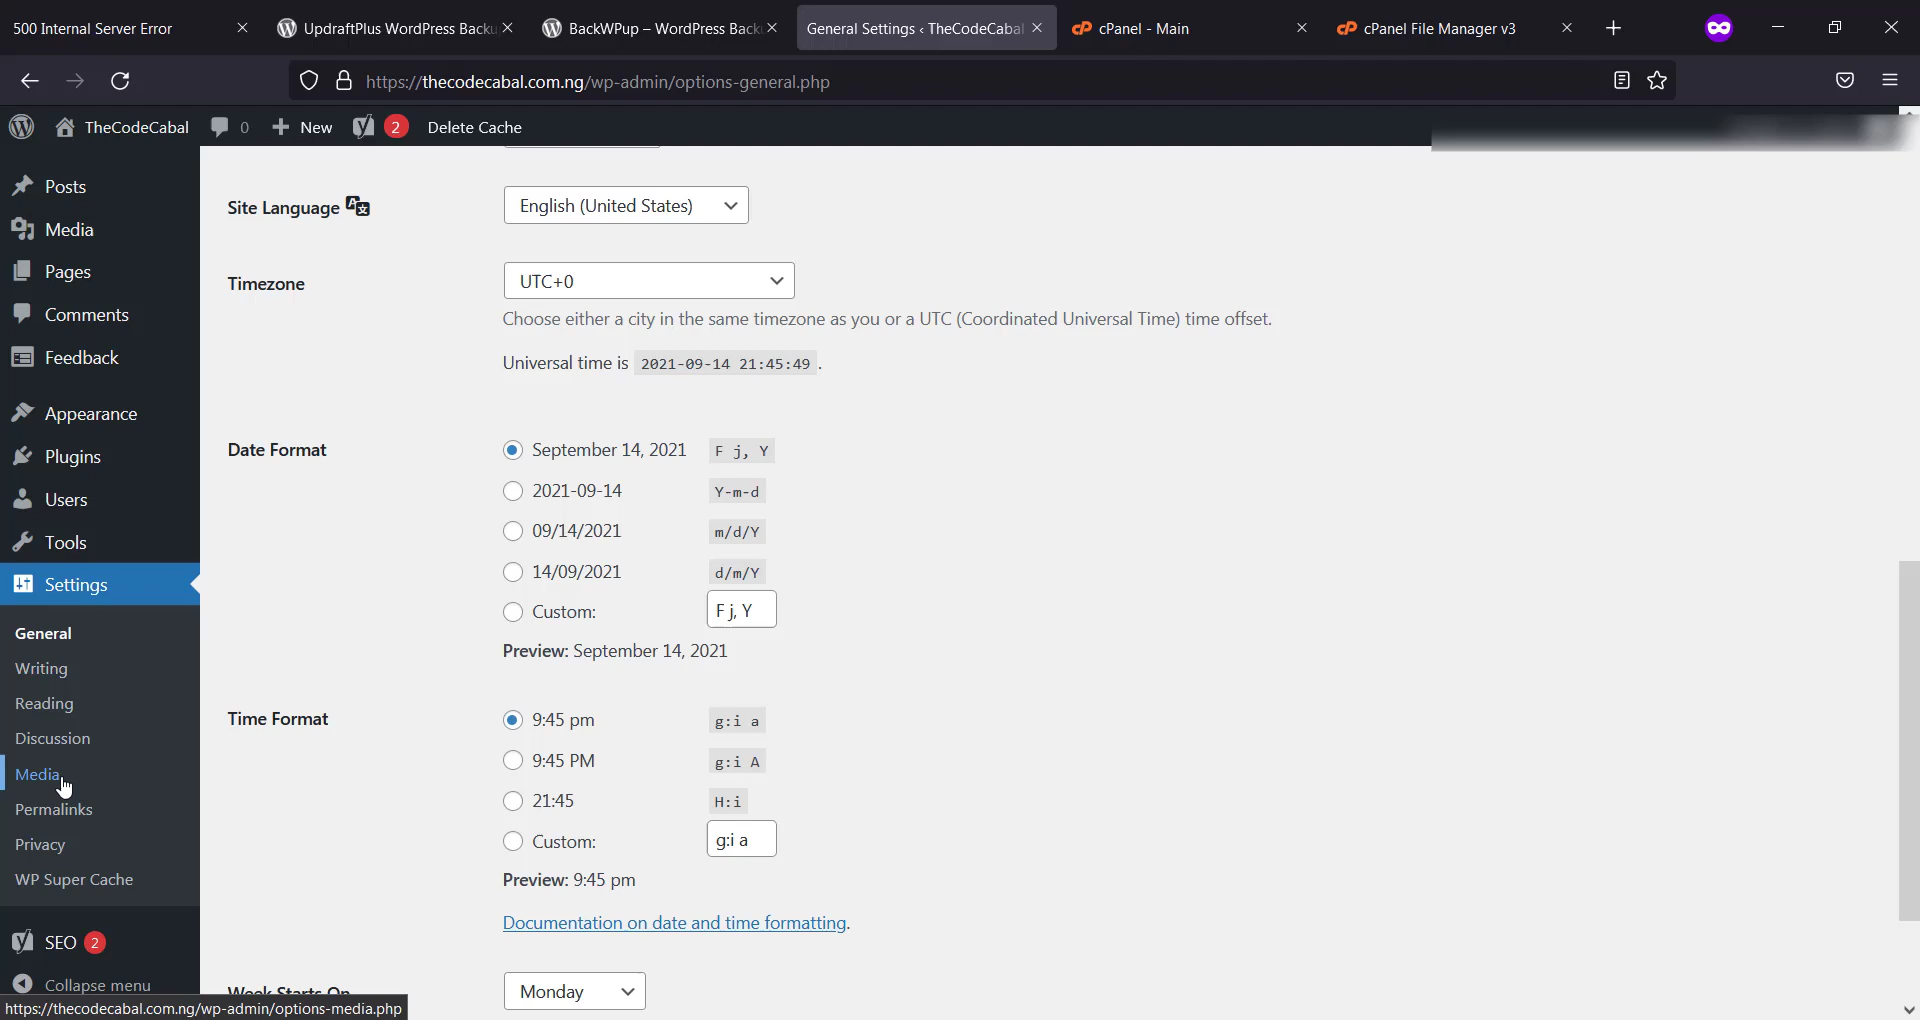 500 Internal Server Error
UpdraftPlus WordPress Backu
BackWPup – WordPress Back
General Settings ‹ TheCodeCabal
cPanel - Main
cPanel File Manager v3
https://thecodecabal.com.ng/wp-admin/options-general.php
TheCodeCabal 0 New 2 Delete Cache
Posts
Media
Pages
Comments
Feedback
Appearance
Plugins
Users
Tools
Settings
General
Writing
Reading
Discussion
Media
Permalinks
Privacy
WP Super Cache
SEO 2
Collapse menu
https://thecodecabal.com.ng/wp-admin/options-media.php
Site Language English (United States)
Timezone UTC+0
Choose either a city in the same timezone as you or a UTC (Coordinated Universal Time) time offset.
Universal time is 2021-09-14 21:45:49 .
Date Format September 14, 2021 F j, Y
2021-09-14 Y-m-d
09/14/2021 m/d/Y
14/09/2021 d/m/Y
Custom: F j, Y
Preview: September 14, 2021
Time Format 9:45 pm g:i a
9:45 PM g:i A
21:45 H:i
Custom: g:i a
Preview: 9:45 pm
Documentation on date and time formatting.
Week Starts On Monday